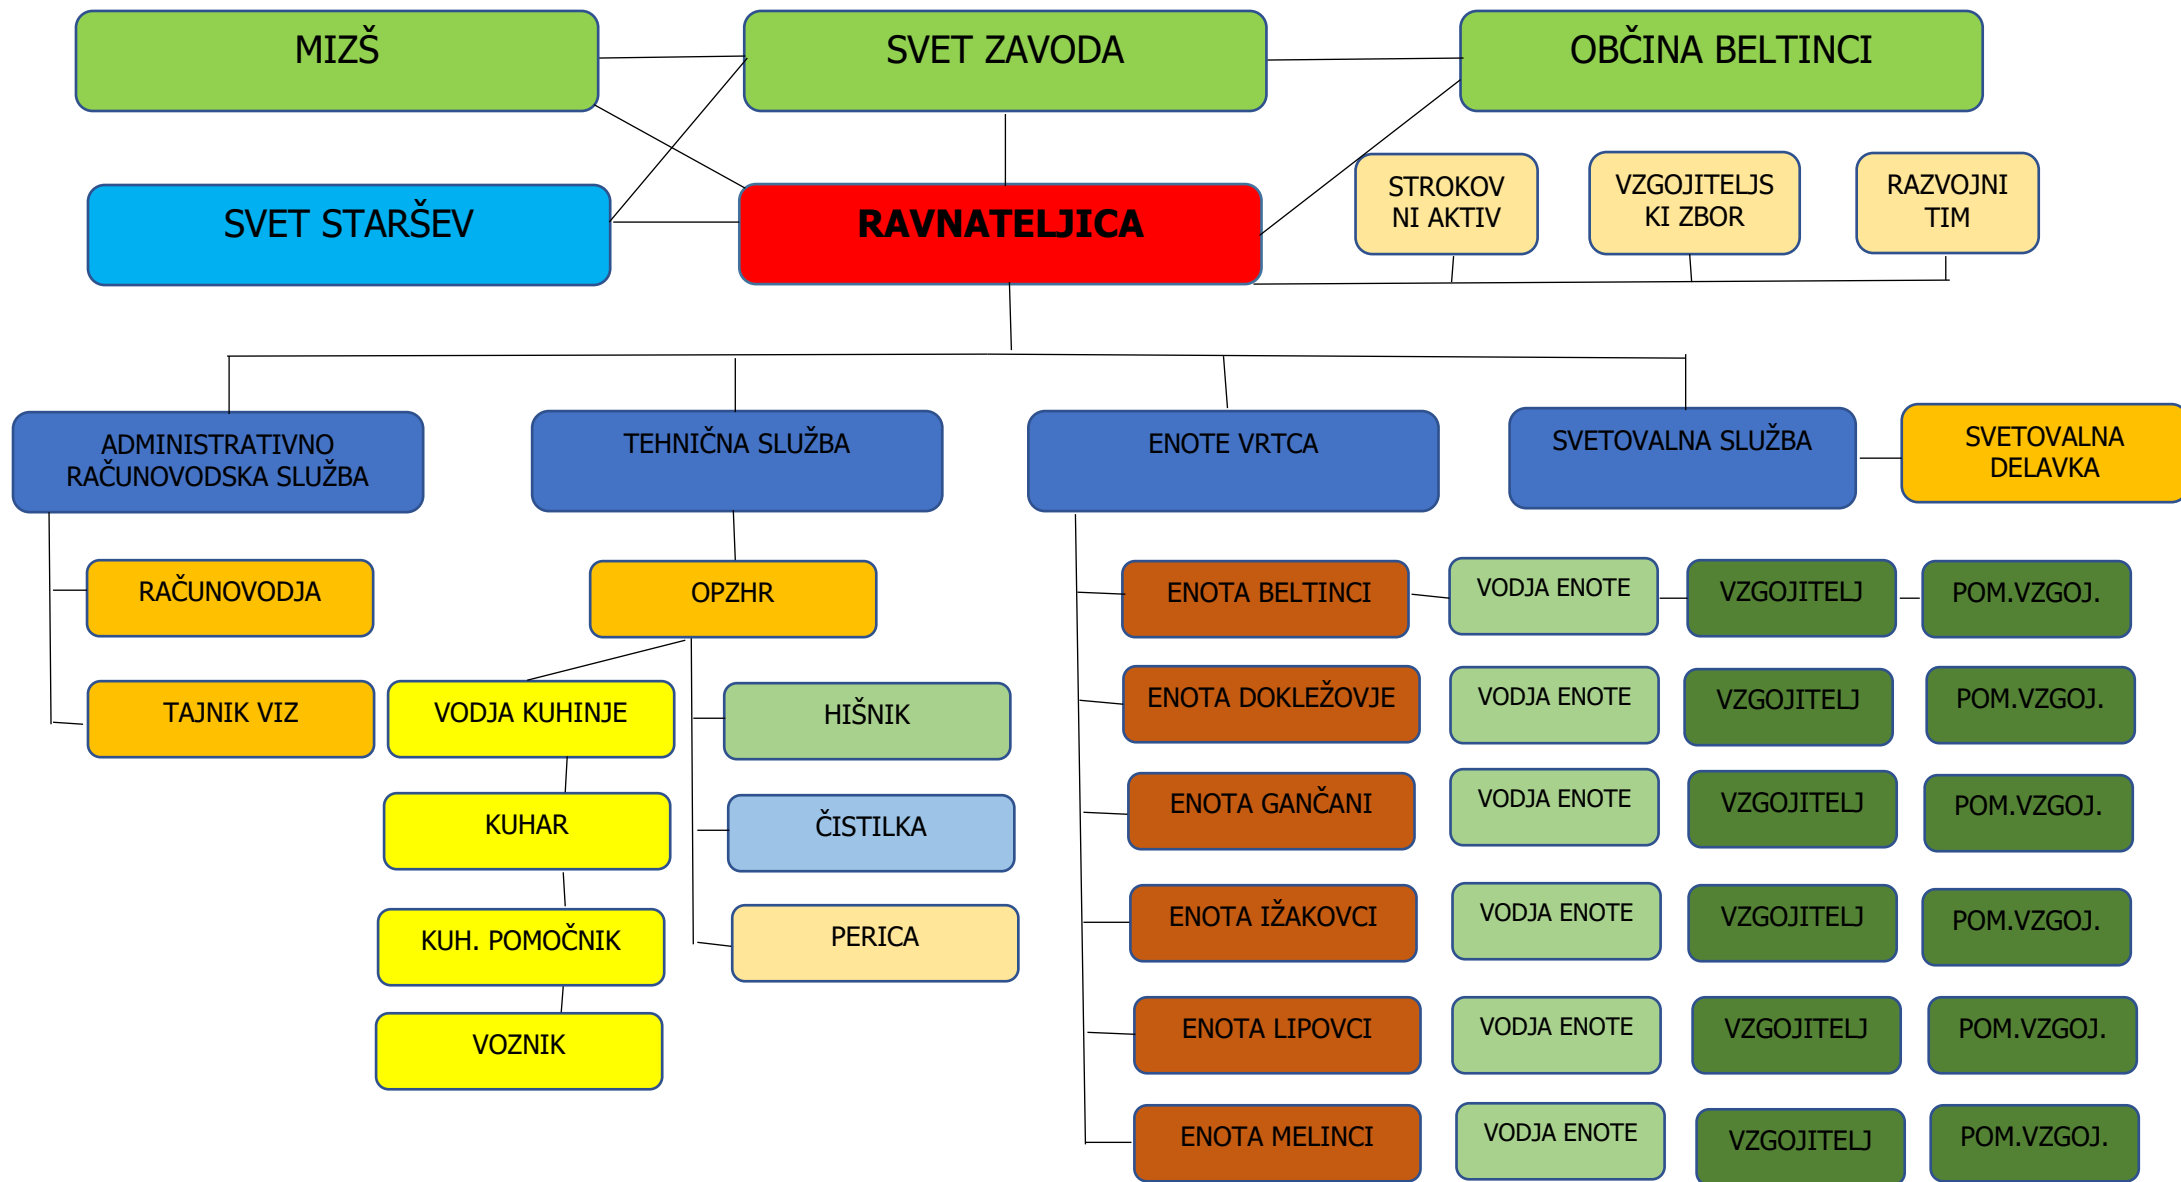 MIZŠ
SVET ZAVODA
OBČINA BELTINCI
SVET STARŠEV
RAVNATELJICA
STROKOV
NI AKTIV
VZGOJITELJS
KI ZBOR
RAZVOJNI
TIM
ADMINISTRATIVNO
RAČUNOVODSKA SLUŽBA
TEHNIČNA SLUŽBA
ENOTE VRTCA
SVETOVALNA SLUŽBA
SVETOVALNA
DELAVKA
RAČUNOVODJA
OPZHR
ENOTA BELTINCI
VODJA ENOTE
VZGOJITELJ
POM.VZGOJ.
TAJNIK VIZ
VODJA KUHINJE
HIŠNIK
ENOTA DOKLEŽOVJE
VODJA ENOTE
VZGOJITELJ
POM.VZGOJ.
KUHAR
ČISTILKA
ENOTA GANČANI
VODJA ENOTE
VZGOJITELJ
POM.VZGOJ.
KUH. POMOČNIK
PERICA
ENOTA IŽAKOVCI
VODJA ENOTE
VZGOJITELJ
POM.VZGOJ.
VOZNIK
ENOTA LIPOVCI
VODJA ENOTE
VZGOJITELJ
POM.VZGOJ.
ENOTA MELINCI
VODJA ENOTE
VZGOJITELJ
POM.VZGOJ.